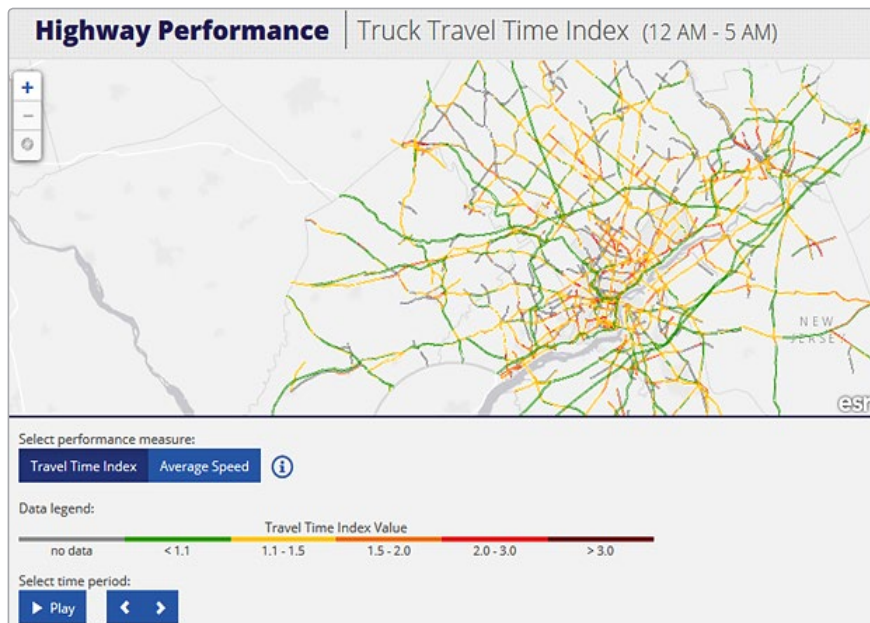 Highway Performance | Truck Travel Time Index (12 AM - 5 AM)
+
−
NEW
JERSEY
esri
Select performance measure:
Travel Time Index Average Speed i
Data legend:
Travel Time Index Value
no data < 1.1 1.1 - 1.5 1.5 - 2.0 2.0 - 3.0 > 3.0
Select time period:
Play